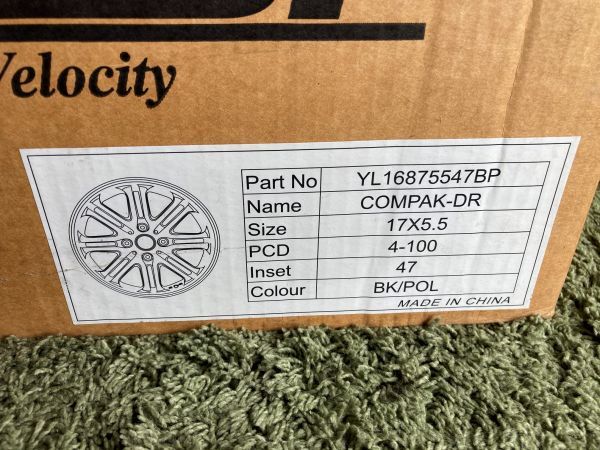 Velocity
Part No YL16875547BP
Name COMPAK-DR
Size 17X5.5
PCD 4-100
Inset 47
Colour BK/POL
MADE IN CHINA